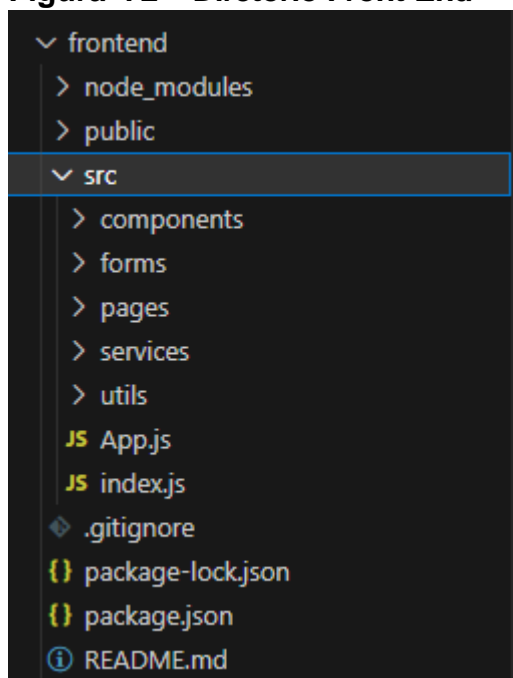 frontend
node_modules
public
src
components
forms
pages
services
utils
JS App.js
JS index.js
.gitignore
{} package-lock.json
{} package.json
README.md